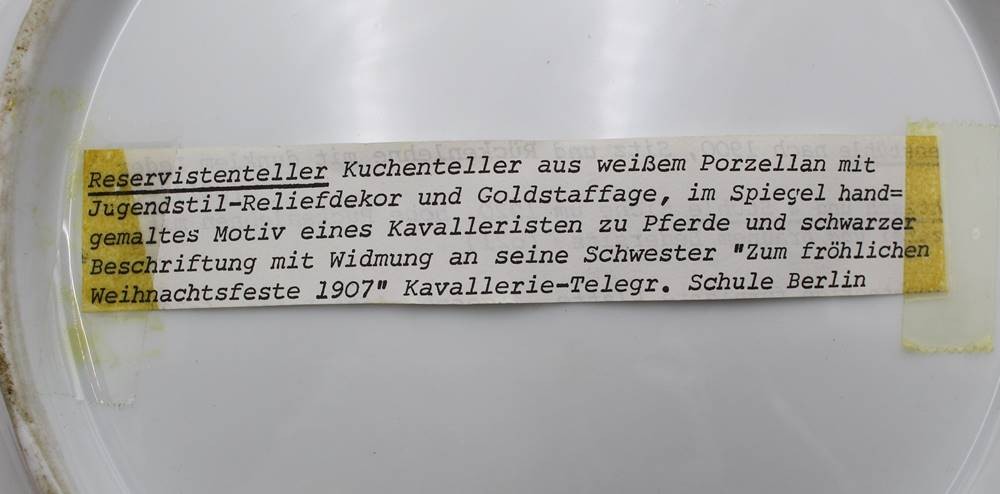 Reservistenteller Kuchenteller aus weißem Porzellan mit
Jugendstil-Reliefdekor und Goldstaffage, im Spiegel hand=
gemaltes Motiv eines Kavalleristen zu Pferde und schwarzer
Beschriftung mit Widmung an seine Schwester "Zum fröhlichen
Weihnachtsfeste 1907" Kavallerie-Telegr. Schule Berlin